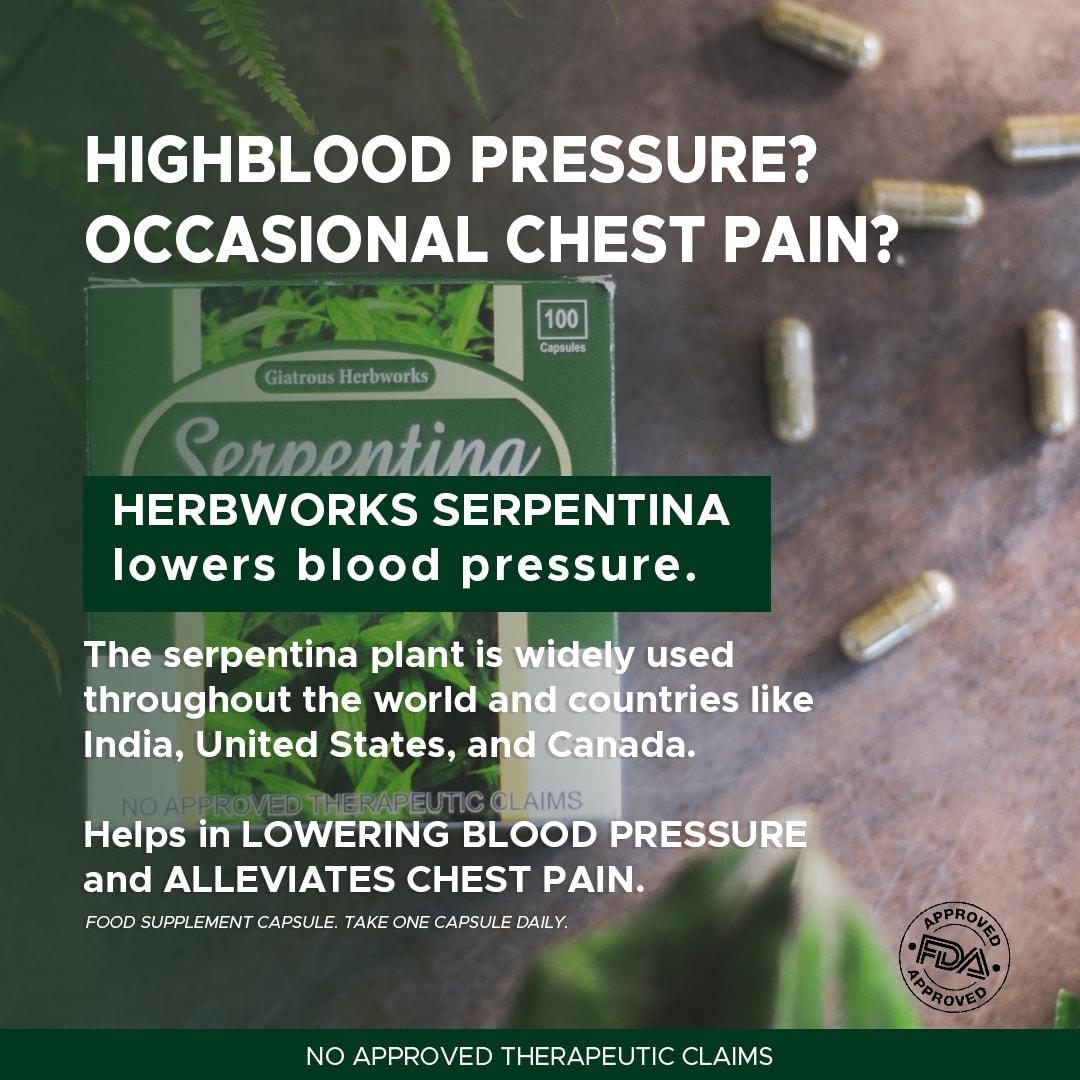 HIGHBLOOD PRESSURE?
OCCASIONAL CHEST PAIN?
100
Capsules
Giatrous Herbworks
Serpentina
HERBWORKS SERPENTINA
lowers blood pressure.
The serpentina plant is widely used
throughout the world and countries like
India, United States, and Canada.
NO APPROVED THERAPEUTIC CLAIMS
Helps in LOWERING BLOOD PRESSURE
and ALLEVIATES CHEST PAIN.
FOOD SUPPLEMENT CAPSULE. TAKE ONE CAPSULE DAILY.
APPROVED
FDA
APPROVED
NO APPROVED THERAPEUTIC CLAIMS